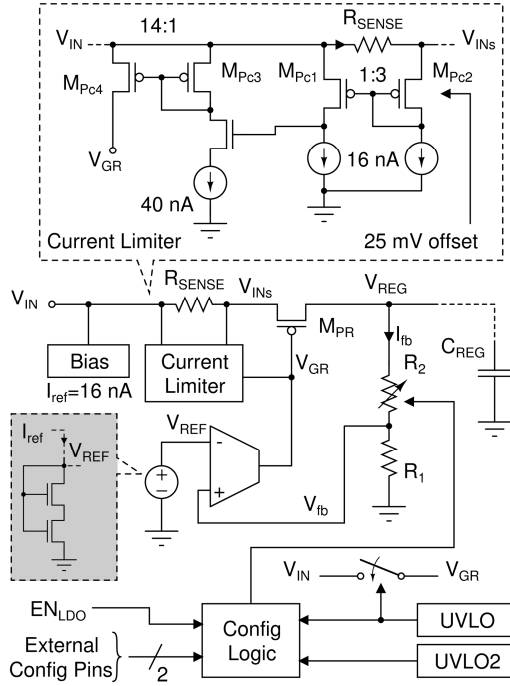 14:1
R_SENSE
V_IN
V_INs
M_Pc4
M_Pc3
M_Pc1
1:3
M_Pc2
V_GR
16 nA
40 nA
Current Limiter
25 mV offset
V_IN
R_SENSE
V_INs
V_REG
M_PR
Bias
Current
Limiter
V_GR
I_fb
R_2
C_REG
I_ref=16 nA
I_ref
V_REF
V_REF
-
+
V_fb
R_1
V_IN
V_GR
EN_LDO
External
Config Pins
2
Config
Logic
UVLO
UVLO2